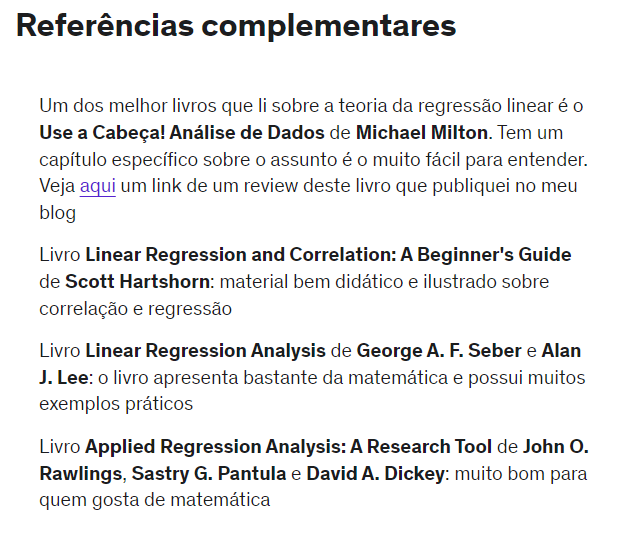 Referências complementares
Um dos melhor livros que li sobre a teoria da regressão linear é o
Use a Cabeça! Análise de Dados de Michael Milton. Tem um
capítulo específico sobre o assunto é o muito fácil para entender.
Veja aqui um link de um review deste livro que publiquei no meu
blog
Livro Linear Regression and Correlation: A Beginner's Guide
de Scott Hartshorn: material bem didático e ilustrado sobre
correlação e regressão
Livro Linear Regression Analysis de George A. F. Seber e Alan
J. Lee: o livro apresenta bastante da matemática e possui muitos
exemplos práticos
Livro Applied Regression Analysis: A Research Tool de John O.
Rawlings, Sastry G. Pantula e David A. Dickey: muito bom para
quem gosta de matemática